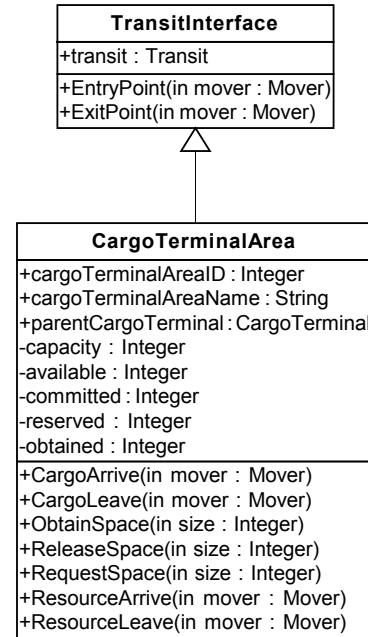 TransitInterface
+transit : Transit
+EntryPoint(in mover : Mover)
+ExitPoint(in mover : Mover)
CargoTerminalArea
+cargoTerminalAreaID : Integer
+cargoTerminalAreaName : String
+parentCargoTerminal : CargoTerminal
-capacity : Integer
-available : Integer
-committed : Integer
-reserved : Integer
-obtained : Integer
+CargoArrive(in mover : Mover)
+CargoLeave(in mover : Mover)
+ObtainSpace(in size : Integer)
+ReleaseSpace(in size : Integer)
+RequestSpace(in size : Integer)
+ResourceArrive(in mover : Mover)
+ResourceLeave(in mover : Mover)